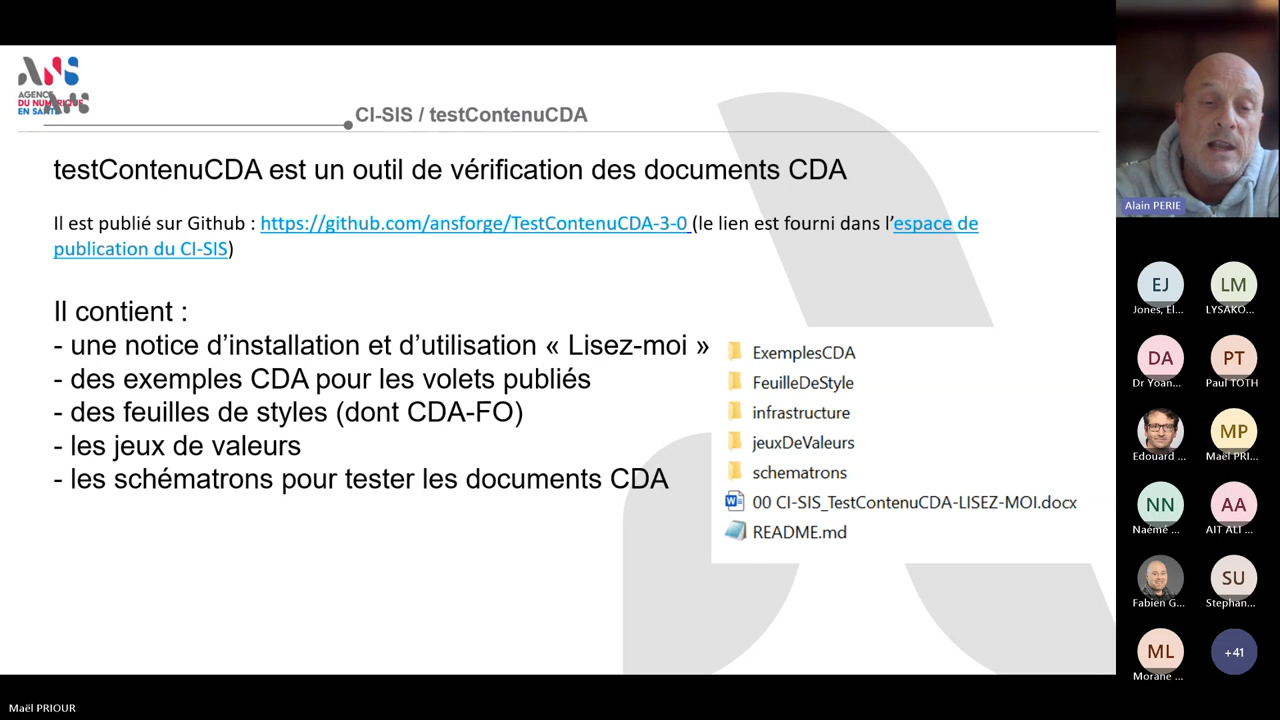 ANS
AGENCE
DU NUMÉRIQUE
EN SANTÉ
CI-SIS / testContenuCDA
testContenuCDA est un outil de vérification des documents CDA
Il est publié sur Github : https://github.com/ansforge/TestContenuCDA-3-0 (le lien est fourni dans l’espace de
publication du CI-SIS)
Il contient :
- une notice d’installation et d’utilisation « Lisez-moi »
- des exemples CDA pour les volets publiés
- des feuilles de styles (dont CDA-FO)
- les jeux de valeurs
- les schématrons pour tester les documents CDA
ExemplesCDA
FeuilleDeStyle
infrastructure
jeuxDeValeurs
schematrons
00 CI-SIS_TestContenuCDA-LISEZ-MOI.docx
README.md
Alain PERIE
EJ
LM
Jones, El...
LYSAKO...
DA
PT
Dr Yoan...
Paul TOTH
MP
Edouard ...
Maël PRI...
NN
AA
Naémé ...
AIT ALI ...
SU
Fabien G...
Stephan...
ML
+41
Morane ...
Maël PRIOUR